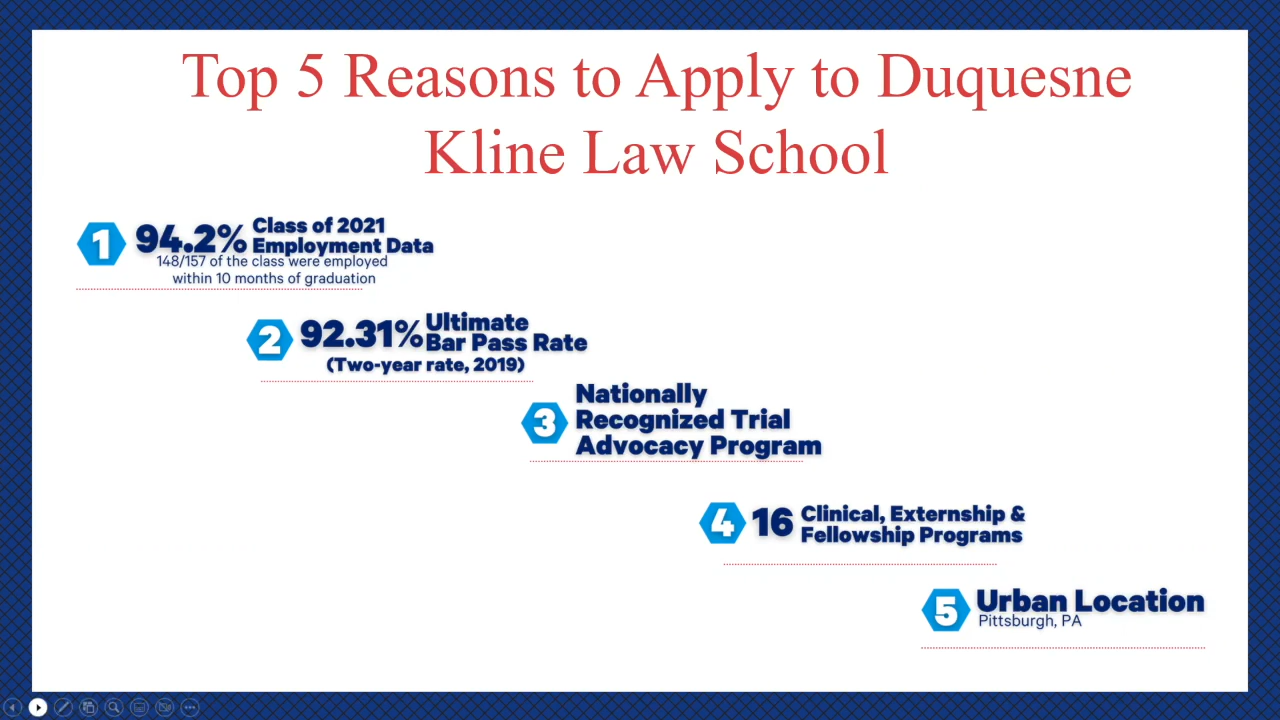 Top 5 Reasons to Apply to Duquesne
Kline Law School
1 94.2% Class of 2021
Employment Data
148/157 of the class were employed
within 10 months of graduation
2 92.31% Ultimate
Bar Pass Rate
(Two-year rate, 2019)
3 Nationally
Recognized Trial
Advocacy Program
4 16 Clinical, Externship &
Fellowship Programs
5 Urban Location
Pittsburgh, PA